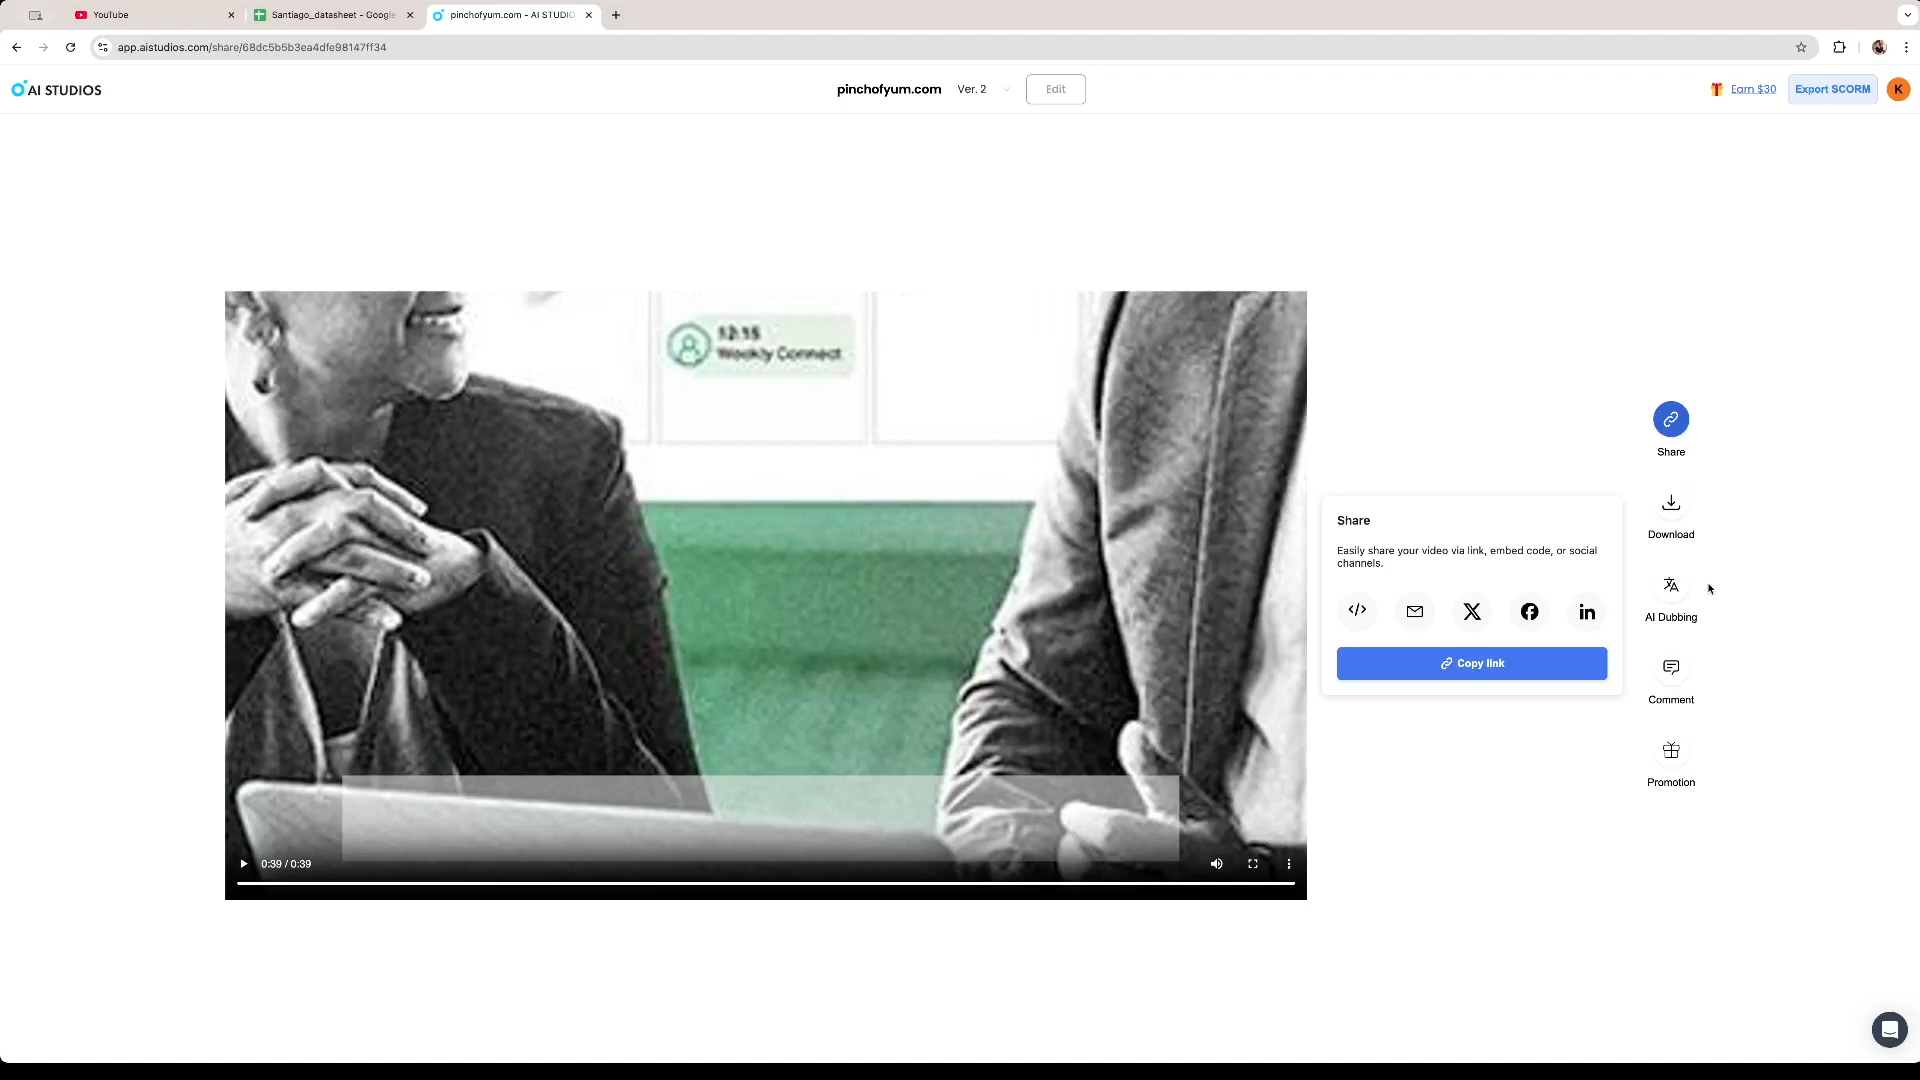 YouTube
Santiago_datasheet - Google
pinchofyum.com - AI STUDIO
app.aistudios.com/share/68dc5b5b3ea4dfe98147ff34
AI STUDIOS
pinchofyum.com
Ver. 2
Edit
Earn $30
Export SCORM
K
12:15
Weekly Connect
Share
Share
Easily share your video via link, embed code, or social
channels.
Copy link
Download
AI Dubbing
Comment
Promotion
0:39 / 0:39